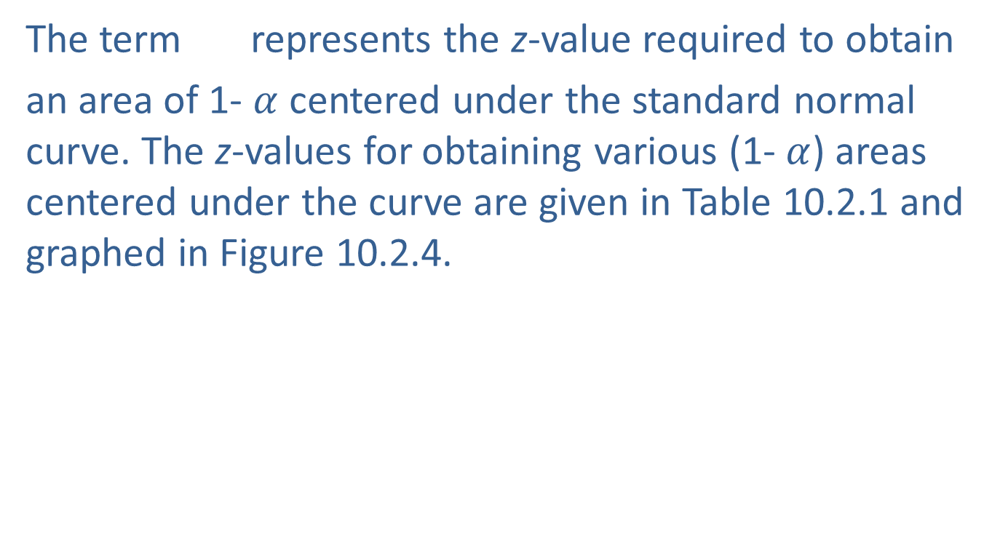 The term represents the z-value required to obtain
an area of 1- 𝛼 centered under the standard normal
curve. The z-values for obtaining various (1- 𝛼) areas
centered under the curve are given in Table 10.2.1 and
graphed in Figure 10.2.4.